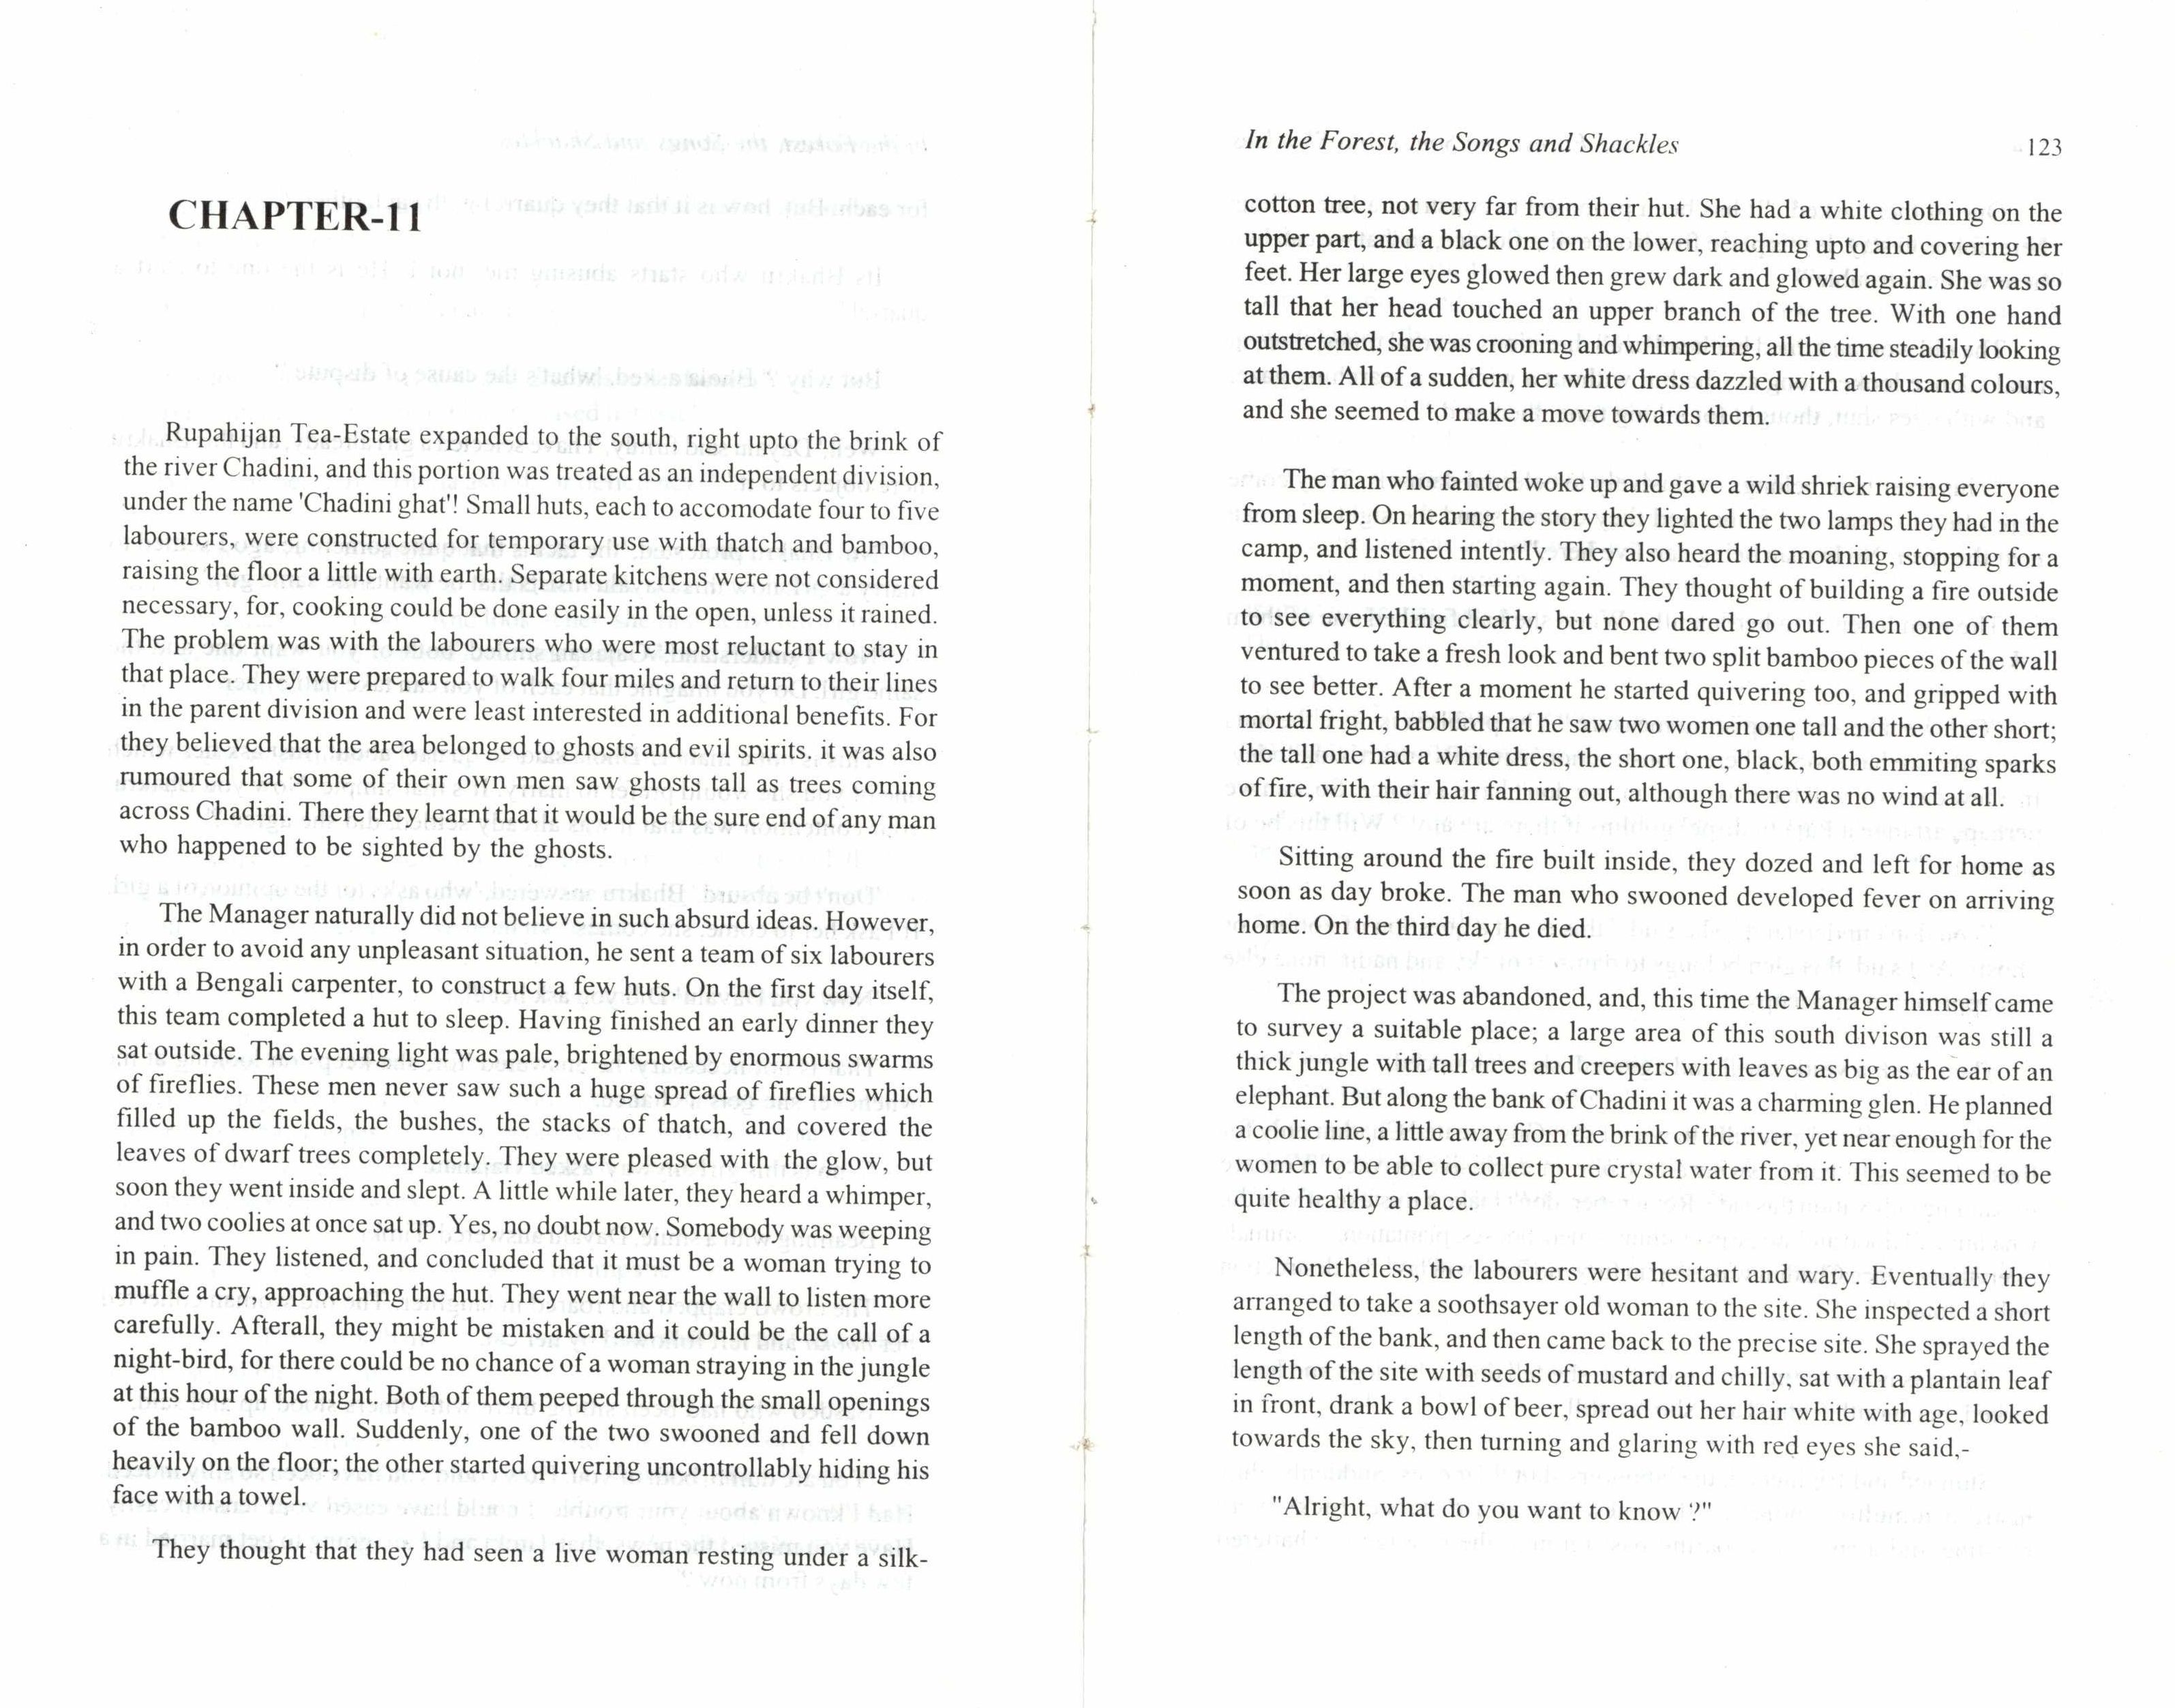 CHAPTER-11
Rupahijan Tea-Estate expanded to the south, right upto the brink of
the river Chadini, and this portion was treated as an independent division,
under the name 'Chadini ghat'! Small huts, each to accomodate four to five
labourers, were constructed for temporary use with thatch and bamboo,
raising the floor a little with earth. Separate kitchens were not considered
necessary, for, cooking could be done easily in the open, unless it rained.
The problem was with the labourers who were most reluctant to stay in
that place. They were prepared to walk four miles and return to their lines
in the parent division and were least interested in additional benefits. For
they believed that the area belonged to ghosts and evil spirits, it was also
rumoured that some of their own men saw ghosts tall as trees coming
across Chadini. There they learnt that it would be the sure end of any man
who happened to be sighted by the ghosts.
The Manager naturally did not believe in such absurd ideas. However,
in order to avoid any unpleasant situation, he sent a team of six labourers
with a Bengali carpenter, to construct a few huts. On the first day itself,
this team completed a hut to sleep. Having finished an early dinner they
sat outside. The evening light was pale, brightened by enormous swarms
of fireflies. These men never saw such a huge spread of fireflies which
filled up the fields, the bushes, the stacks of thatch, and covered the
leaves of dwarf trees completely. They were pleased with the glow, but
soon they went inside and slept. A little while later, they heard a whimper,
and two coolies at once sat up. Yes, no doubt now. Somebody was weeping
in pain. They listened, and concluded that it must be a woman trying to
muffle a cry, approaching the hut. They went near the wall to listen more
carefully. Afterall, they might be mistaken and it could be the call of a
night-bird, for there could be no chance of a woman straying in the jungle
at this hour of the night. Both of them peeped through the small openings
of the bamboo wall. Suddenly, one of the two swooned and fell down
heavily on the floor; the other started quivering uncontrollably hiding his
face with a towel.
They thought that they had seen a live woman resting under a silk-
In the Forest, the Songs and Shackles 123
cotton tree, not very far from their hut. She had a white clothing on the
upper part, and a black one on the lower, reaching upto and covering her
feet. Her large eyes glowed then grew dark and glowed again. She was so
tall that her head touched an upper branch of the tree. With one hand
outstretched, she was crooning and whimpering, all the time steadily looking
at them. All of a sudden, her white dress dazzled with a thousand colours,
and she seemed to make a move towards them.
The man who fainted woke up and gave a wild shriek raising everyone
from sleep. On hearing the story they lighted the two lamps they had in the
camp, and listened intently. They also heard the moaning, stopping for a
moment, and then starting again. They thought of building a fire outside
to see everything clearly, but none dared go out. Then one of them
ventured to take a fresh look and bent two split bamboo pieces of the wall
to see better. After a moment he started quivering too, and gripped with
mortal fright, babbled that he saw two women one tall and the other short;
the tall one had a white dress, the short one, black, both emmiting sparks
of fire, with their hair fanning out, although there was no wind at all.
Sitting around the fire built inside, they dozed and left for home as
soon as day broke. The man who swooned developed fever on arriving
home. On the third day he died.
The project was abandoned, and, this time the Manager himself came
to survey a suitable place; a large area of this south divison was still a
thick jungle with tall trees and creepers with leaves as big as the ear of an
elephant. But along the bank of Chadini it was a charming glen. He planned
a coolie line, a little away from the brink of the river, yet near enough for the
women to be able to collect pure crystal water from it. This seemed to be
quite healthy a place.
Nonetheless, the labourers were hesitant and wary. Eventually they
arranged to take a soothsayer old woman to the site. She inspected a short
length of the bank, and then came back to the precise site. She sprayed the
length of the site with seeds of mustard and chilly, sat with a plantain leaf
in front, drank a bowl of beer, spread out her hair white with age, looked
towards the sky, then turning and glaring with red eyes she said,-
"Alright, what do you want to know ?"